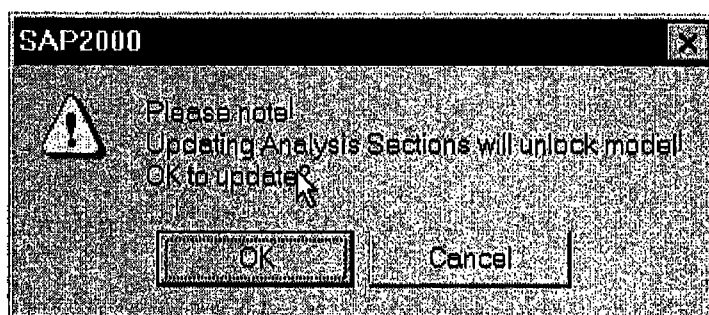 SAP2000
Please note!
Updating Analysis Sections will unlock model!
OK to update?
OK
Cancel